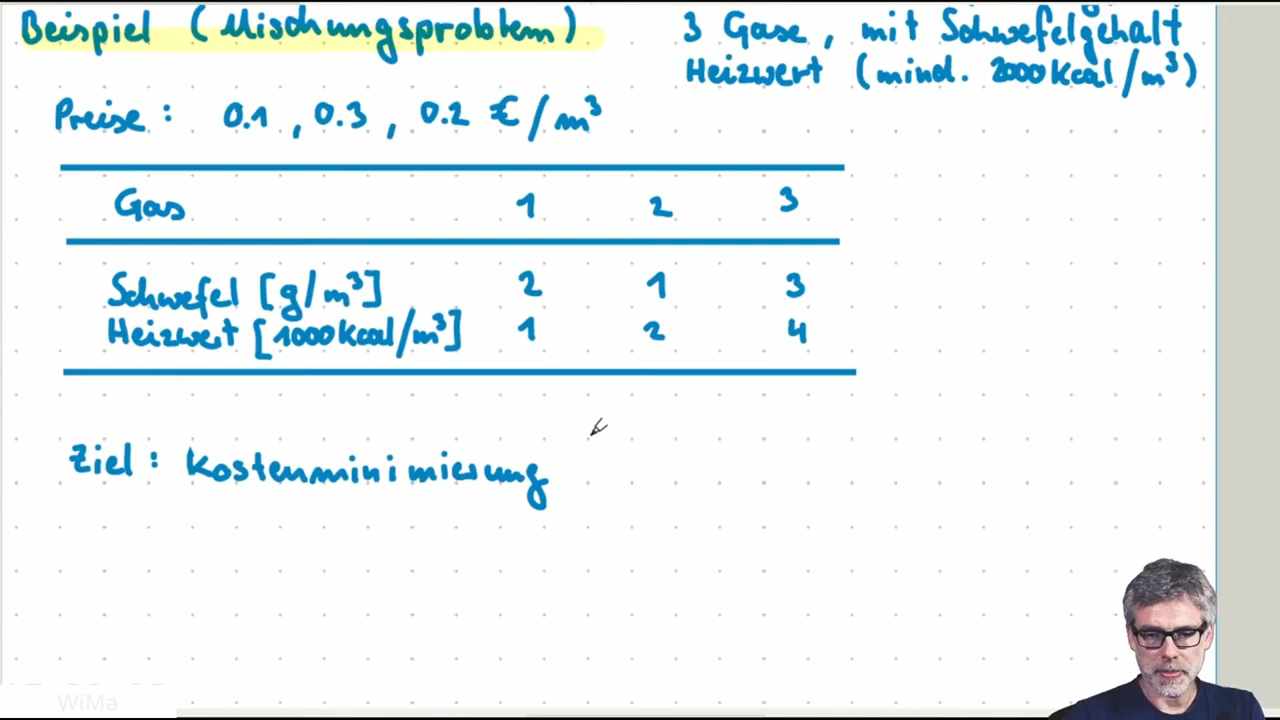 Beispiel (Mischungsproblem)
3 Gase, mit Schwefelgehalt
Heizwert (mind. 2000 Kcal/m³)
Preise: 0.1, 0.3, 0.2 €/m³
Gas 1 2 3
Schwefel [g/m³] 2 1 3
Heizwert [1000 Kcal/m³] 1 2 4
Ziel: Kostenminimierung
WiMa